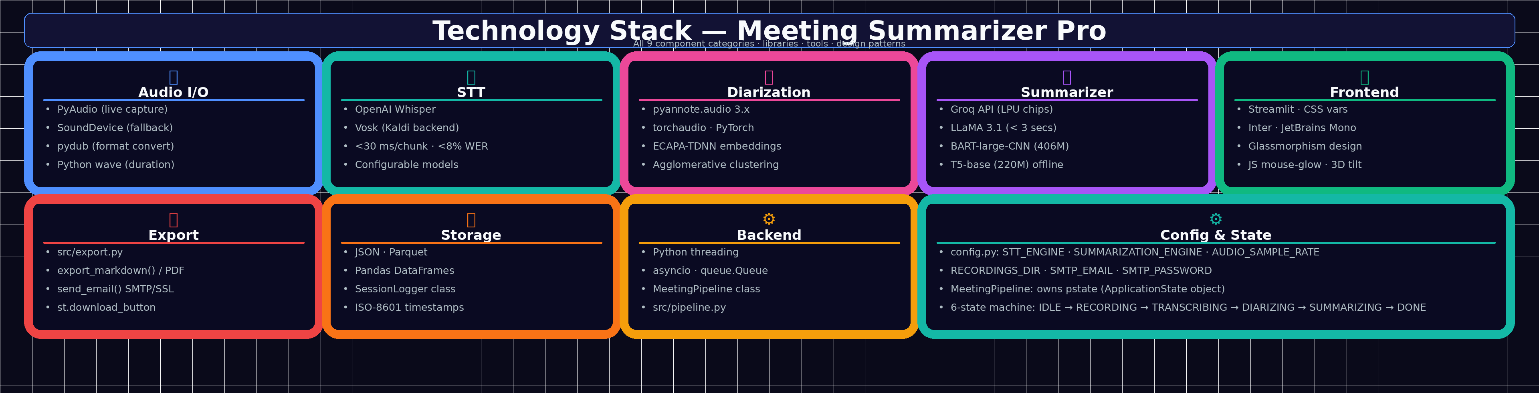 Technology Stack — Meeting Summarizer Pro
All 9 component categories · libraries · tools · design patterns
Audio I/O
• PyAudio (live capture)
• SoundDevice (fallback)
• pydub (format convert)
• Python wave (duration)
STT
• OpenAI Whisper
• Vosk (Kaldi backend)
• <30 ms/chunk · <8% WER
• Configurable models
Diarization
• pyannote.audio 3.x
• torchaudio · PyTorch
• ECAPA-TDNN embeddings
• Agglomerative clustering
Summarizer
• Groq API (LPU chips)
• LLaMA 3.1 (< 3 secs)
• BART-large-CNN (406M)
• T5-base (220M) offline
Frontend
• Streamlit · CSS vars
• Inter · JetBrains Mono
• Glassmorphism design
• JS mouse-glow · 3D tilt
Export
• src/export.py
• export_markdown() / PDF
• send_email() SMTP/SSL
• st.download_button
Storage
• JSON · Parquet
• Pandas DataFrames
• SessionLogger class
• ISO-8601 timestamps
⚙
Backend
• Python threading
• asyncio · queue.Queue
• MeetingPipeline class
• src/pipeline.py
⚙
Config & State
• config.py: STT_ENGINE · SUMMARIZATION_ENGINE · AUDIO_SAMPLE_RATE
• RECORDINGS_DIR · SMTP_EMAIL · SMTP_PASSWORD
• MeetingPipeline: owns pstate (ApplicationState object)
• 6-state machine: IDLE → RECORDING → TRANSCRIBING → DIARIZING → SUMMARIZING → DONE